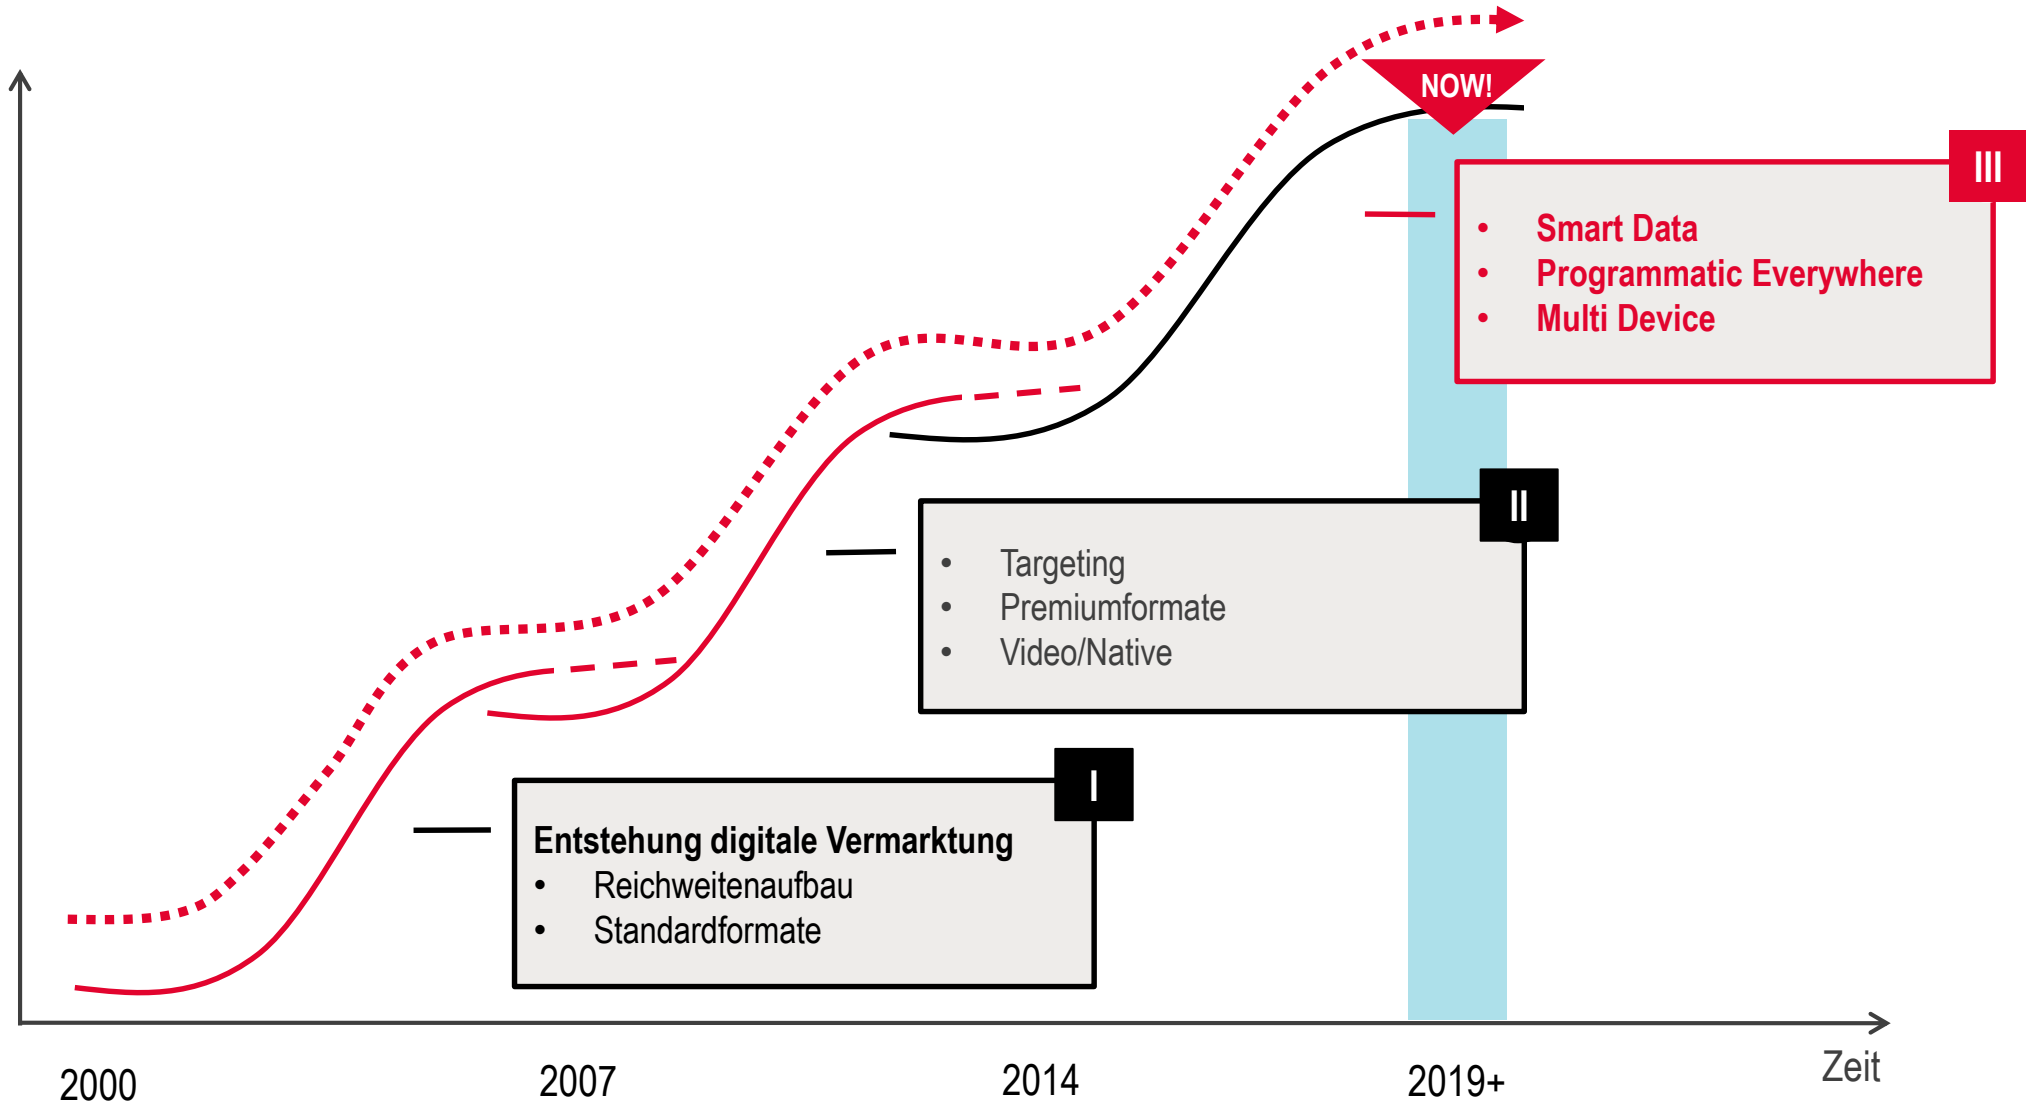 NOW!
III
• Smart Data
• Programmatic Everywhere
• Multi Device
II
• Targeting
• Premiumformate
• Video/Native
I
Entstehung digitale Vermarktung
• Reichweitenaufbau
• Standardformate
Zeit
2000 2007 2014 2019+